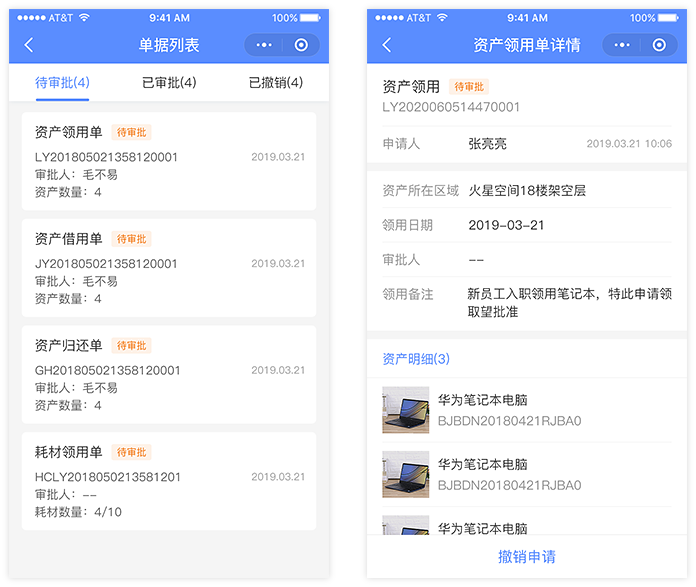 AT&T 9:41 AM 100%
单据列表
待审批(4) 已审批(4) 已撤销(4)
资产领用单 待审批
LY201805021358120001 2019.03.21
审批人：毛不易
资产数量：4
资产借用单 待审批
JY201805021358120001 2019.03.21
审批人：毛不易
资产数量：4
资产归还单 待审批
GH201805021358120001 2019.03.21
审批人：毛不易
资产数量：4
耗材领用单 待审批
HCLY2018050213581201 2019.03.21
审批人：--
耗材数量：4/10
AT&T 9:41 AM 100%
资产领用单详情
资产领用 待审批
LY2020060514470001
申请人 张亮亮 2019.03.21 10:06
资产所在区域 火星空间18楼架空层
领用日期 2019-03-21
审批人 --
领用备注 新员工入职领用笔记本，特此申请领
取望批准
资产明细(3)
华为笔记本电脑
BJBDN20180421RJBA0
华为笔记本电脑
BJBDN20180421RJBA0
华为笔记本电脑
撤销申请